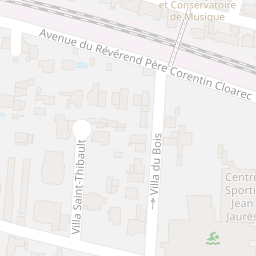 et Conservatoire
de Musique
Avenue du Révérend Père Corentin Cloarec
Villa Saint-Thibault
Villa du Bois
Centre
Sporti
Jean
Jaurès